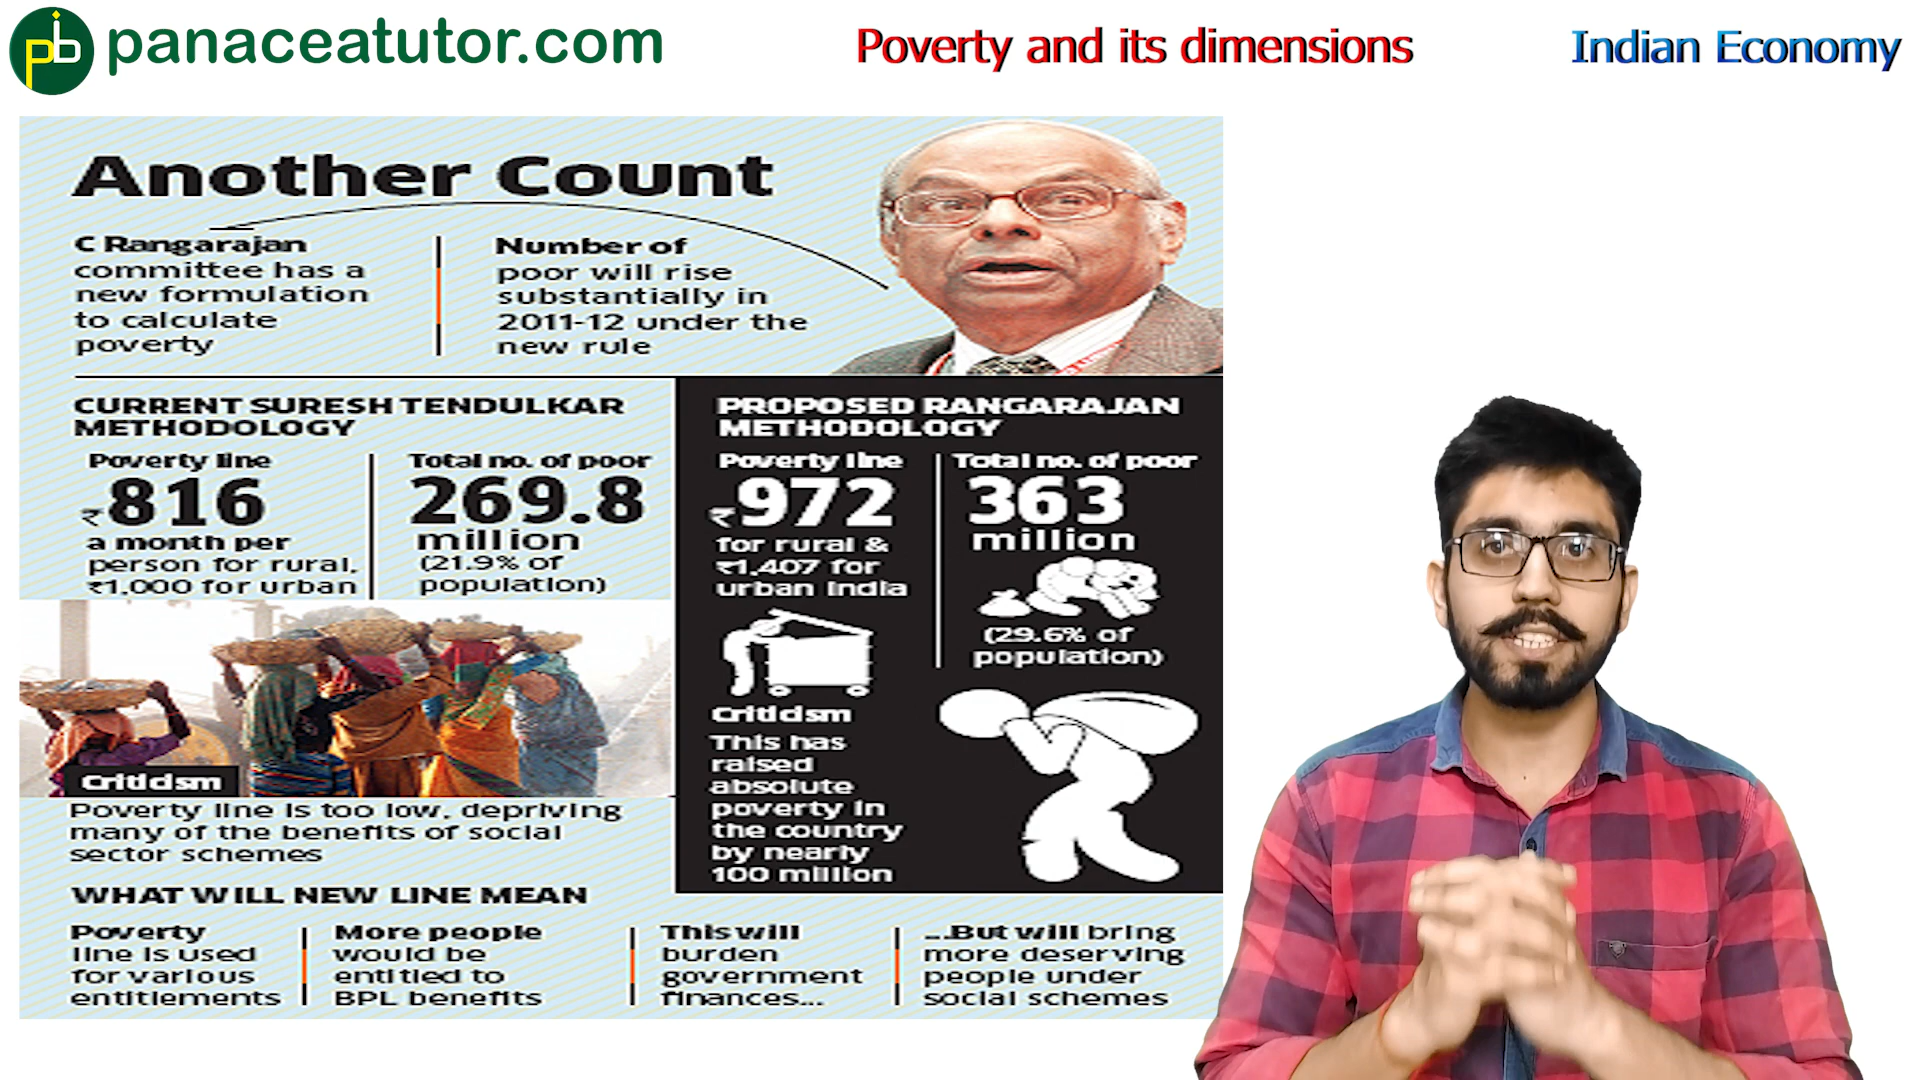 pb panaceatutor.com
Poverty and its dimensions
Indian Economy
Another Count
C Rangarajan
committee has a
new formulation
to calculate
poverty
Number of
poor will rise
substantially in
2011-12 under the
new rule
CURRENT SURESH TENDULKAR
METHODOLOGY
Poverty line
₹816
a month per
person for rural,
₹1,000 for urban
Total no. of poor
269.8
million
(21.9% of
population)
Criticism
Poverty line is too low, depriving
many of the benefits of social
sector schemes
PROPOSED RANGARAJAN
METHODOLOGY
Poverty line
₹972
for rural &
₹1,407 for
urban India
Total no. of poor
363
million
(29.6% of
population)
Criticism
This has
raised
absolute
poverty in
the country
by nearly
100 million
WHAT WILL NEW LINE MEAN
Poverty
line is used
for various
entitlements
More people
would be
entitled to
BPL benefits
This will
burden
government
finances...
...But will bring
more deserving
people under
social schemes